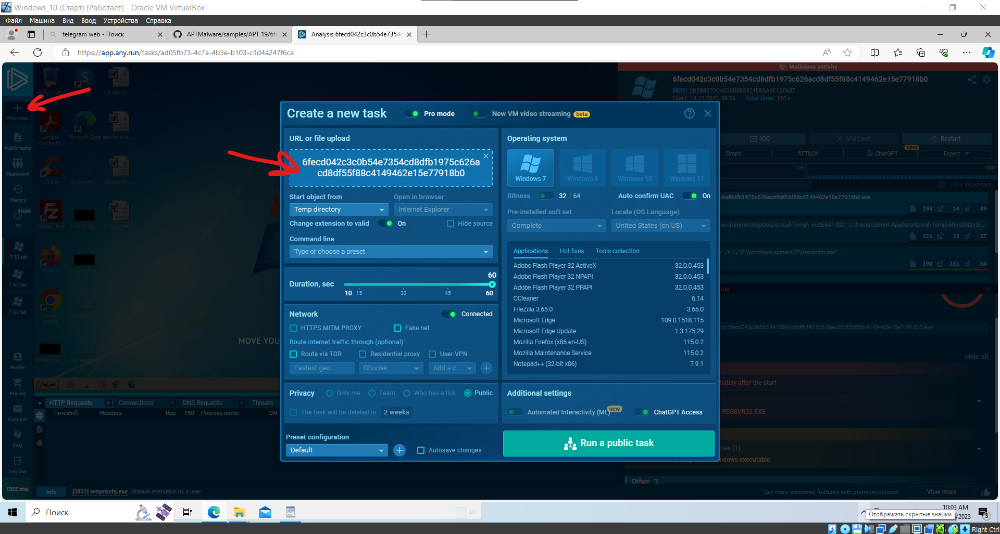 Windows_10 (Старт) [Работает] - Oracle VM VirtualBox
Файл Машина Вид Ввод Устройства Справка
telegram web - Поиск
APTMalware/samples/APT 19/6fe
Analysis 6fecd042c3c0b54e7354c
https://app.any.run/tasks/ad05fb73-4c7a-4b5e-b103-c1d4a247f6ca
Malicious activity
6fecd042c3c0b54e7354cd8dfb1975c626acd8df55f88c4149462e15e77918b0
MD5: 2B5B8070C460BB085921EB3A9E12FA87
Start: 14.12.2023, 09:56 Total time: 120 s
Recycle Bin
New task
Public tasks
Teamwork
History
soon
TI
7 32 bit
7 32 bit
7 32 bit
Profile
Pricing
Contacts
FAQ
Log Out
FREE trial
Acrobat Reader DC
Microsoft Edge
CCleaner
FileZilla Client
Firefox
Google Chrome
MOVE YOU
Start
Create a new task
Pro mode
New VM video streaming beta
URL or file upload
6fecd042c3c0b54e7354cd8dfb1975c626a
cd8df55f88c4149462e15e77918b0
Start object from
Open in browser
Temp directory
Internet Explorer
Change extension to valid On
Hide source
Command line
Type or choose a preset
Duration, sec
60
10 15 30 45 60
Network
Connected
HTTPS MITM PROXY
Fake net
Route internet traffic through (optional):
Route via TOR
Residential proxy
User VPN
Fastest geo
Choose
Add a c...
Privacy
Only me
Team
Who has a link
Public
The task will be deleted in 2 weeks
Preset configuration
Default
Autosave changes
Operating system
Windows 7
Windows 8
Windows 10
Windows 11
Bitness 32 / 64
Auto confirm UAC On
Pre-installed soft set
Locale (OS Language)
Complete
United States (en-US)
Applications Hot fixes Tools collection
Adobe Flash Player 32 ActiveX 32.0.0.453
Adobe Flash Player 32 NPAPI 32.0.0.453
Adobe Flash Player 32 PPAPI 32.0.0.453
CCleaner 6.14
FileZilla 3.65.0 3.65.0
Microsoft Edge 109.0.1518.115
Microsoft Edge Update 1.3.175.29
Mozilla Firefox (x86 en-US) 115.0.2
Mozilla Maintenance Service 115.0.2
Notepad++ (32-bit x86) 7.9.1
Additional settings
Automated Interactivity (ML) new
ChatGPT Access
Run a public task
IOC
MalConf
Restart
Graph
ATT&CK
ChatGPT
new
Export
CPU
RAM
Only important
cd8dfb1975c626acd8df55f88c4149462e15e77918b0.exe
294 14 49
sers\admin\AppData\Local\Temp\_instE547.$$1" C:\Users\admin\AppData\Local\Temp\6fecd042c3c...
226 25 57
/s /u "C:\Windows\system32\msusbfdr.dat"
190 131 64
ous
p\6fecd042c3c0b54e7354cd8dfb1975c626acd8df55f88c4149462e15e77918b0.exe"
Hide all
diately after the start
REGSVR32.EXE
ties (1)
ndows executable
Other 3
HTTP Requests 0
Connections 4
DNS Requests 3
Threats
Timeshift Headers Rep PID Process name CN
Info
[3832] wmpnscfg.exe Manual execution by a user
Get more awesome features with premium access!
View more
Поиск
10:03 AM
/2023
Отображать скрытые значки
3
Right Ctrl